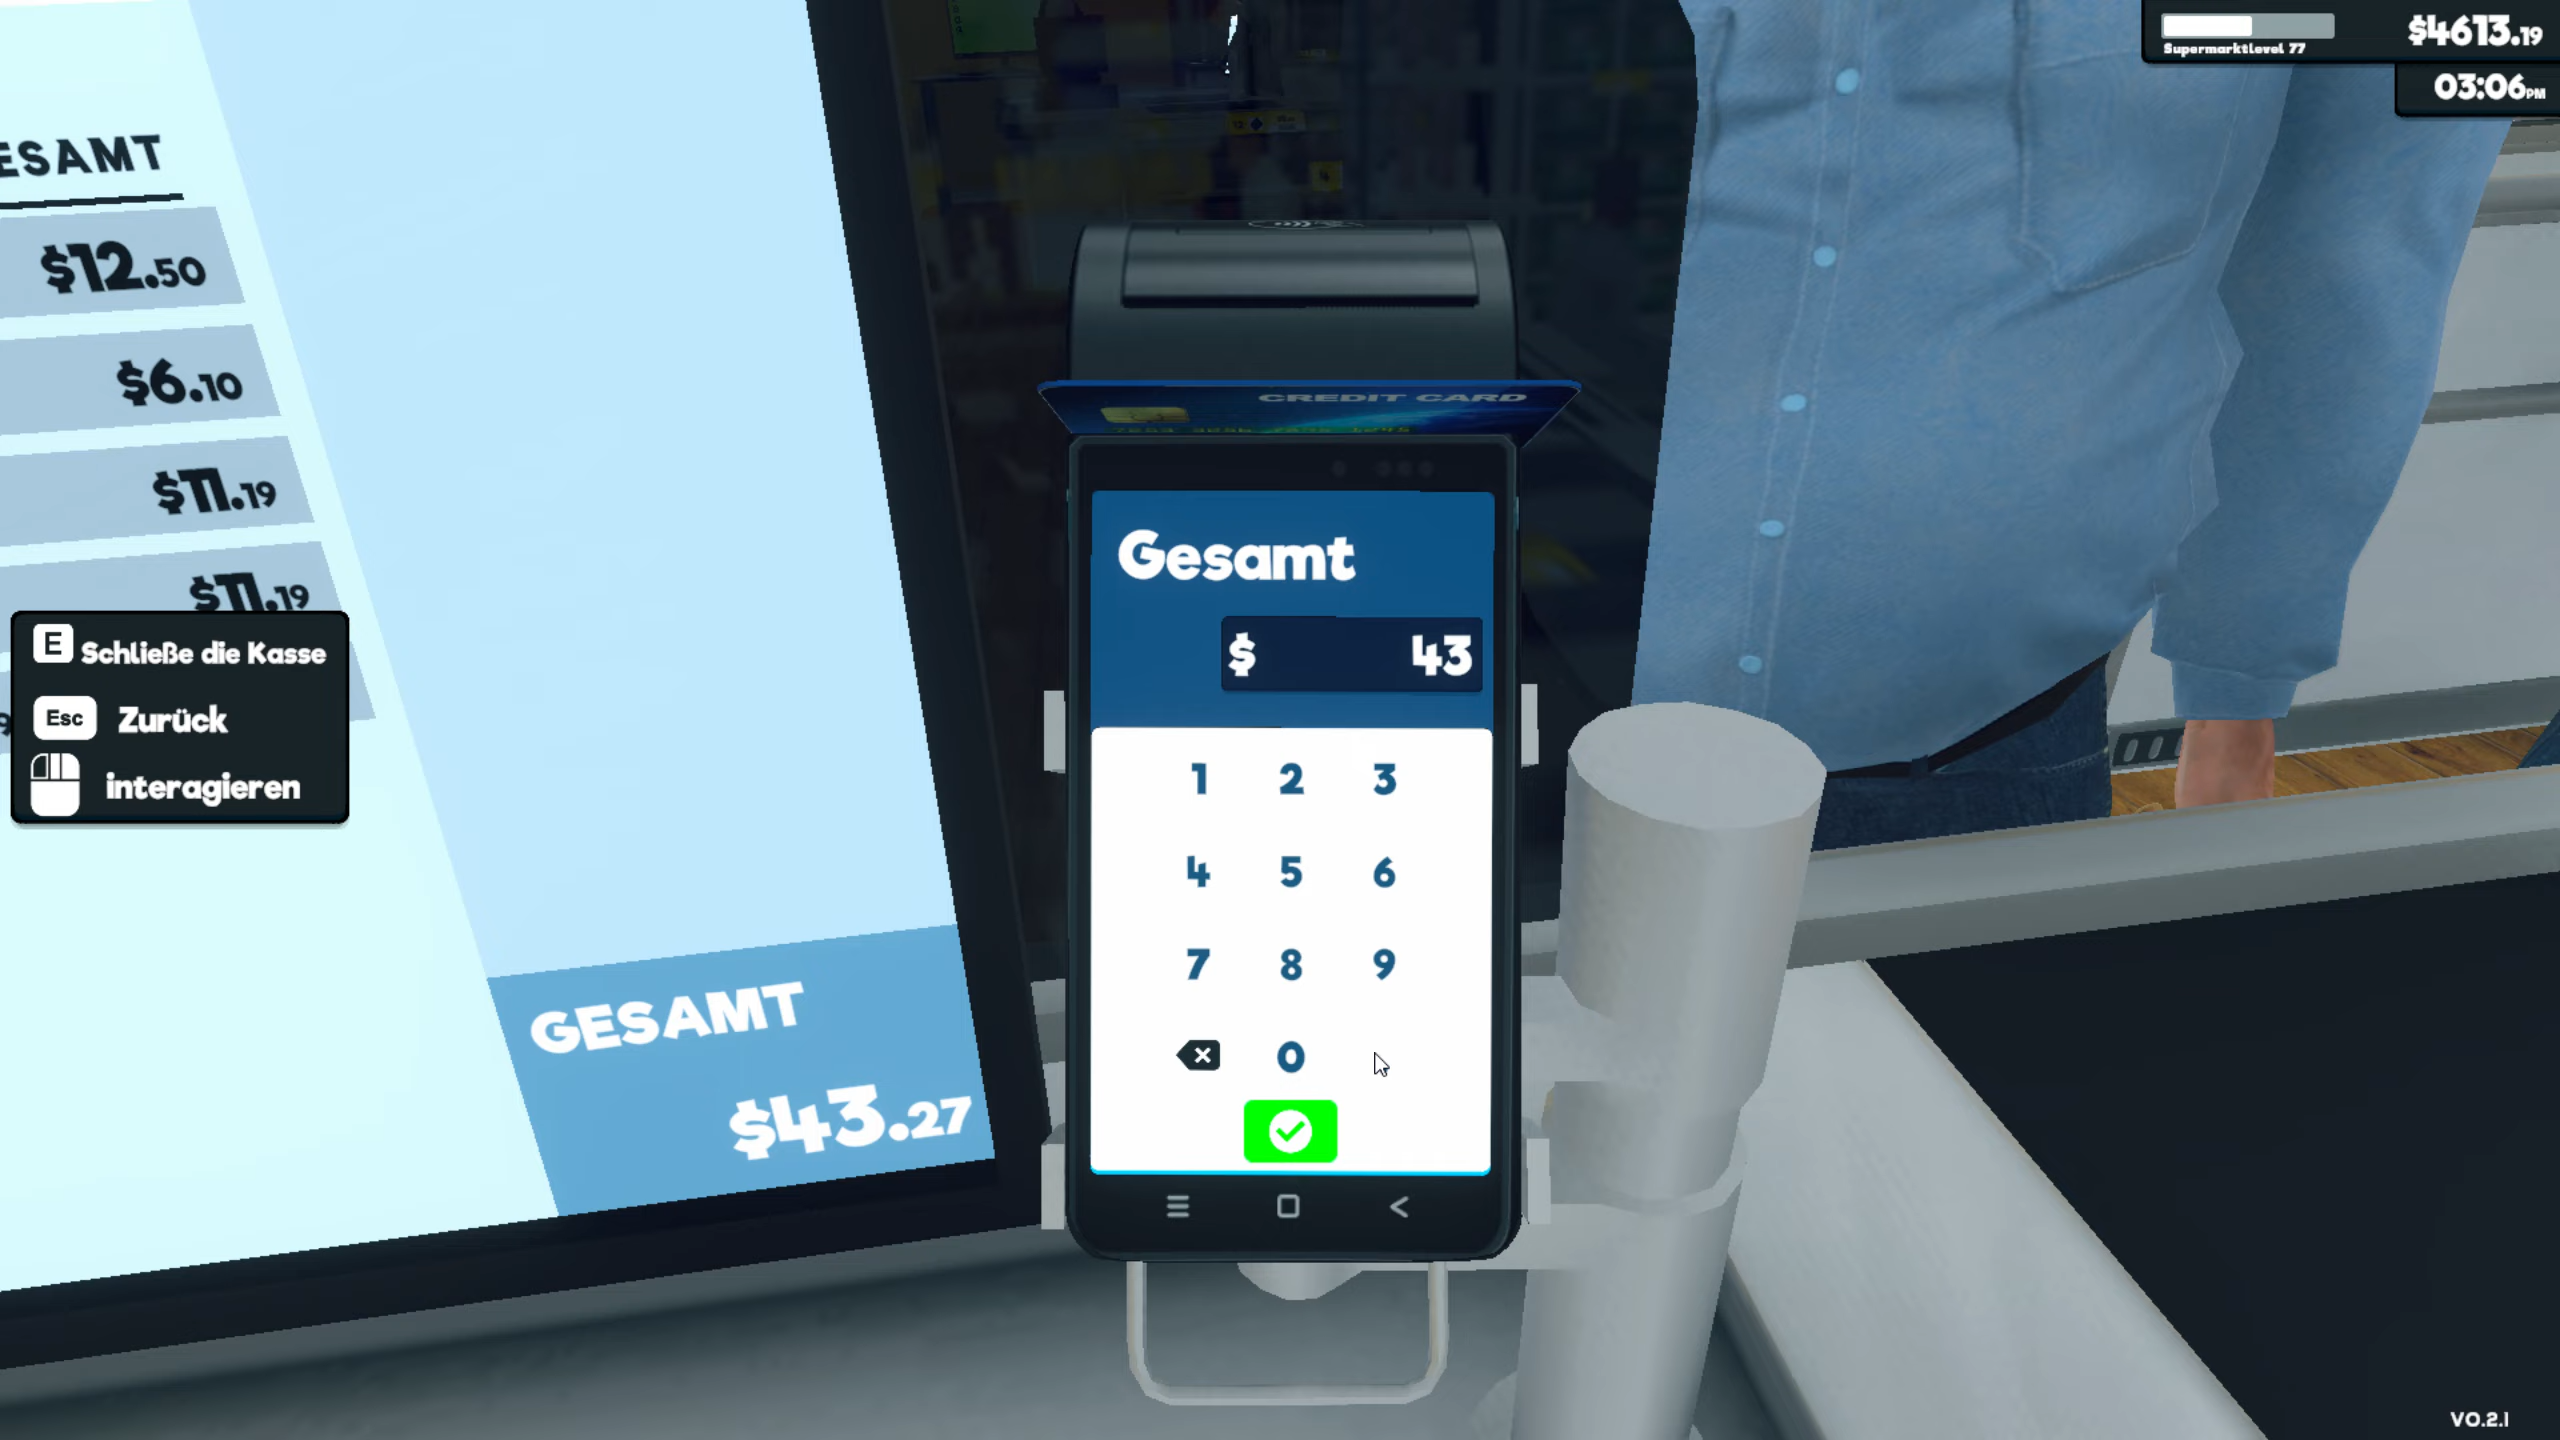 ESAMT
$12.50
$6.10
$11.19
$11.19
E Schließe die Kasse
Esc Zurück
interagieren
GESAMT
$43.27
CREDIT CARD
Gesamt
$ 43
1 2 3
4 5 6
7 8 9
0
$4613.19
Supermarktlevel 77
03:06PM
V0.2.1